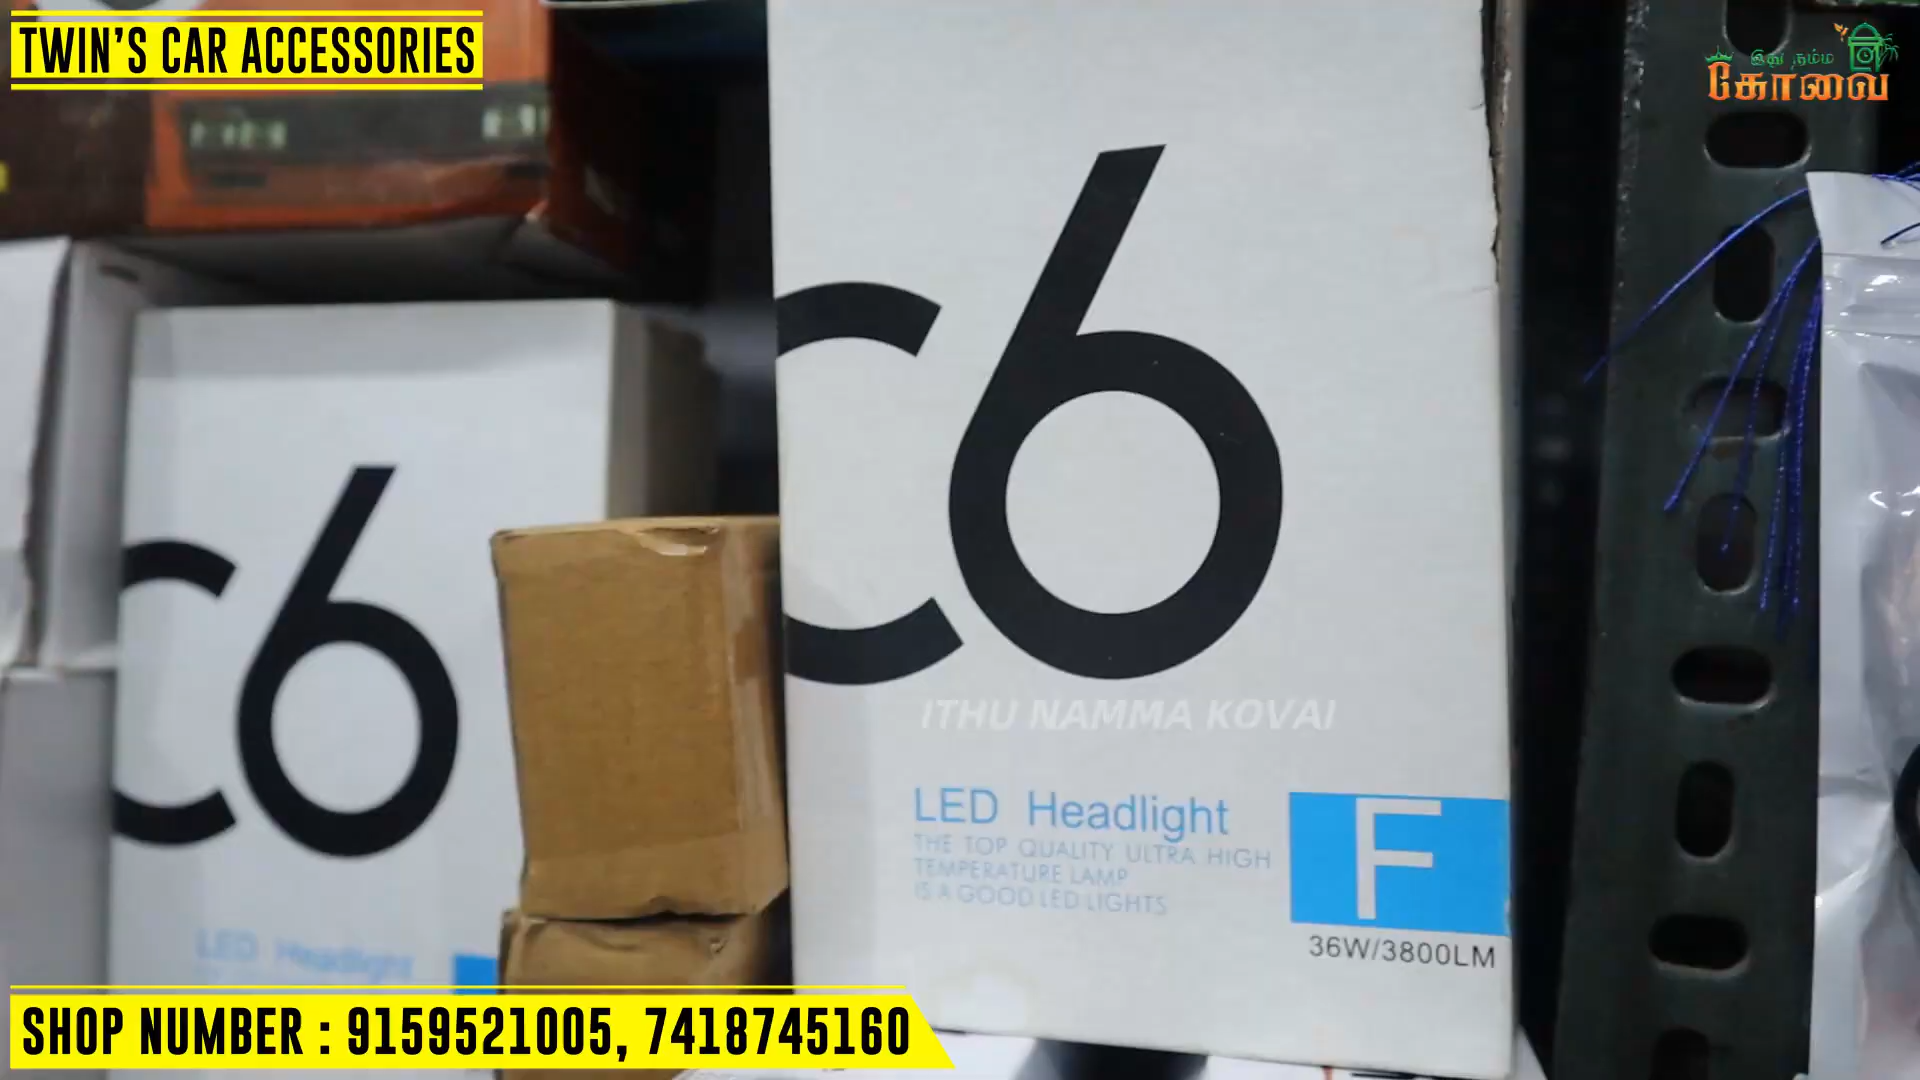 TWIN'S CAR ACCESSORIES
இது நம்ம
கோவை
C6
C6
ITHU NAMMA KOVAI
LED Headlight
THE TOP QUALITY ULTRA HIGH
TEMPERATURE LAMP
IS A GOOD LED LIGHTS
F
36W/3800LM
LED Headlight
SHOP NUMBER : 9159521005, 7418745160